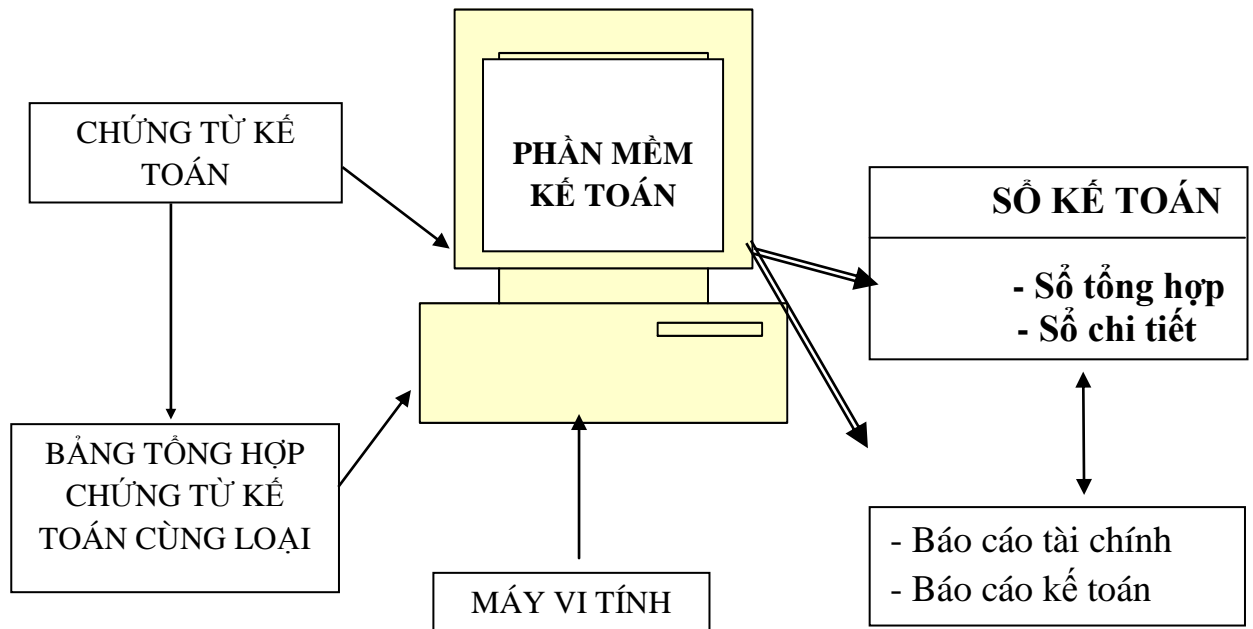 CHỨNG TỪ KẾ
TOÁN
PHẦN MỀM
KẾ TOÁN
SỔ KẾ TOÁN
- Sổ tổng hợp
- Sổ chi tiết
BẢNG TỔNG HỢP
CHỨNG TỪ KẾ
TOÁN CÙNG LOẠI
MÁY VI TÍNH
- Báo cáo tài chính
- Báo cáo kế toán